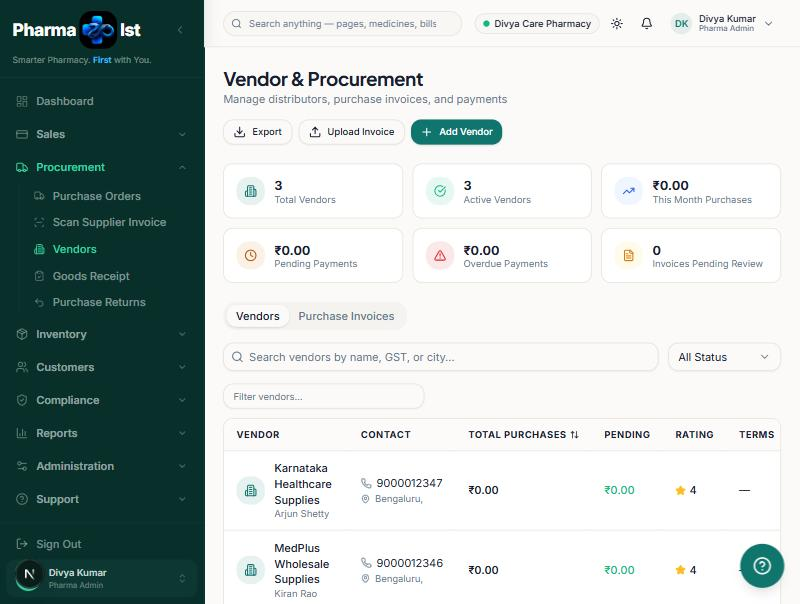 Pharma Ist
Smarter Pharmacy. First with You.
Dashboard
Sales
Procurement
Purchase Orders
Scan Supplier Invoice
Vendors
Goods Receipt
Purchase Returns
Inventory
Customers
Compliance
Reports
Administration
Support
Sign Out
N
Divya Kumar
Pharma Admin
Search anything — pages, medicines, bills
Divya Care Pharmacy
DK
Divya Kumar
Pharma Admin
Vendor & Procurement
Manage distributors, purchase invoices, and payments
Export
Upload Invoice
Add Vendor
3
Total Vendors
3
Active Vendors
₹0.00
This Month Purchases
₹0.00
Pending Payments
₹0.00
Overdue Payments
0
Invoices Pending Review
Vendors
Purchase Invoices
Search vendors by name, GST, or city...
All Status
Filter vendors...
VENDOR CONTACT TOTAL PURCHASES PENDING RATING TERMS
Karnataka
Healthcare
Supplies
Arjun Shetty
9000012347
Bengaluru,
₹0.00
₹0.00
4
—
MedPlus
Wholesale
Supplies
Kiran Rao
9000012346
Bengaluru,
₹0.00
₹0.00
4